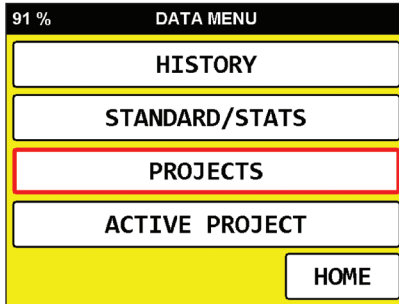 91 % DATA MENU
HISTORY
STANDARD/STATS
PROJECTS
ACTIVE PROJECT
HOME